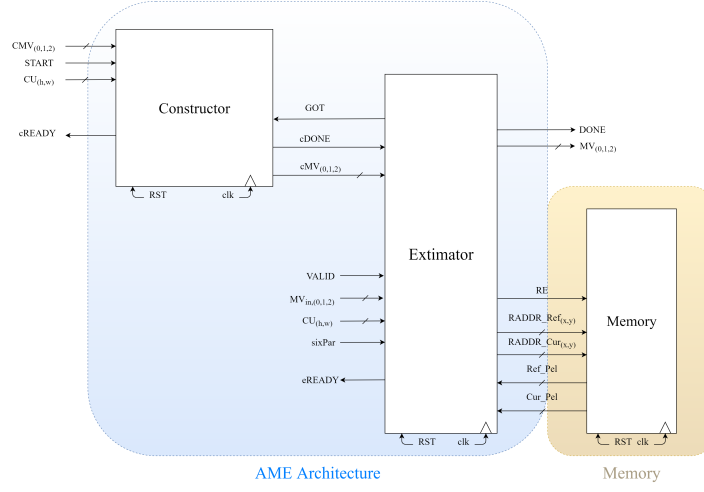 CMV(0,1,2)
START
CU(h,w)
cREADY
Constructor
RST
clk
GOT
cDONE
cMV(0,1,2)
DONE
MV(0,1,2)
Extimator
VALID
MVin,(0,1,2)
CU(h,w)
sixPar
eREADY
RST
clk
RE
RADDR_Ref(x,y)
RADDR_Cur(x,y)
Ref_Pel
Cur_Pel
Memory
RST
clk
AME Architecture
Memory